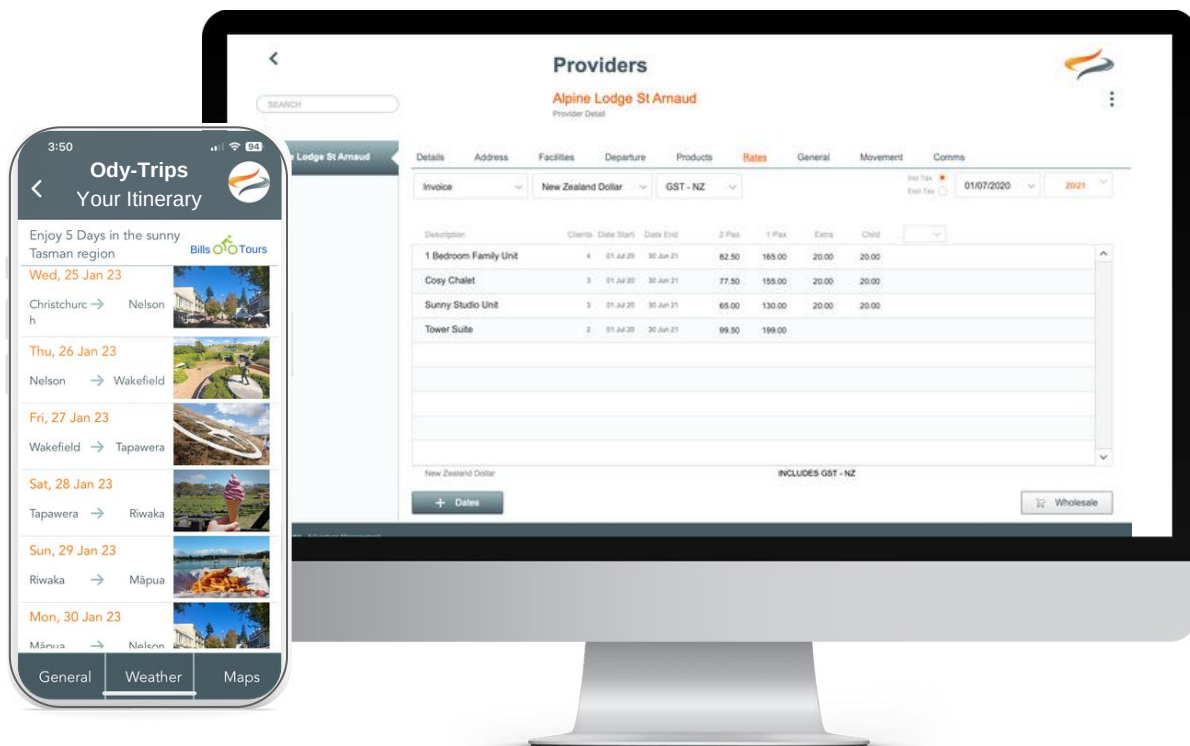 3:50
94
Ody-Trips
Your Itinerary
Enjoy 5 Days in the sunny
Tasman region
Bills Tours
Wed, 25 Jan 23
Christchurc → Nelson
h
Thu, 26 Jan 23
Nelson → Wakefield
Fri, 27 Jan 23
Wakefield → Tapawera
Sat, 28 Jan 23
Tapawera → Riwaka
Sun, 29 Jan 23
Riwaka → Māpua
Mon, 30 Jan 23
Māpua → Nelson
General Weather Maps
Providers
SEARCH
Alpine Lodge St Arnaud
Provider Detail
Lodge St Arnaud
Details Address Facilities Departure Products Rates General Movement Comms
Invoice New Zealand Dollar GST - NZ Incl Tax 01/07/2020 20/21
Excl Tax
Description Clients Date Start Date End 2 Pax 1 Pax Extra Child
1 Bedroom Family Unit 4 01 Jul 20 30 Jun 21 82.50 165.00 20.00 20.00
Cosy Chalet 3 01 Jul 20 30 Jun 21 77.50 155.00 20.00 20.00
Sunny Studio Unit 3 01 Jul 20 30 Jun 21 65.00 130.00 20.00 20.00
Tower Suite 2 01 Jul 20 30 Jun 21 99.50 199.00
New Zealand Dollar INCLUDES GST - NZ
+ Dates Wholesale